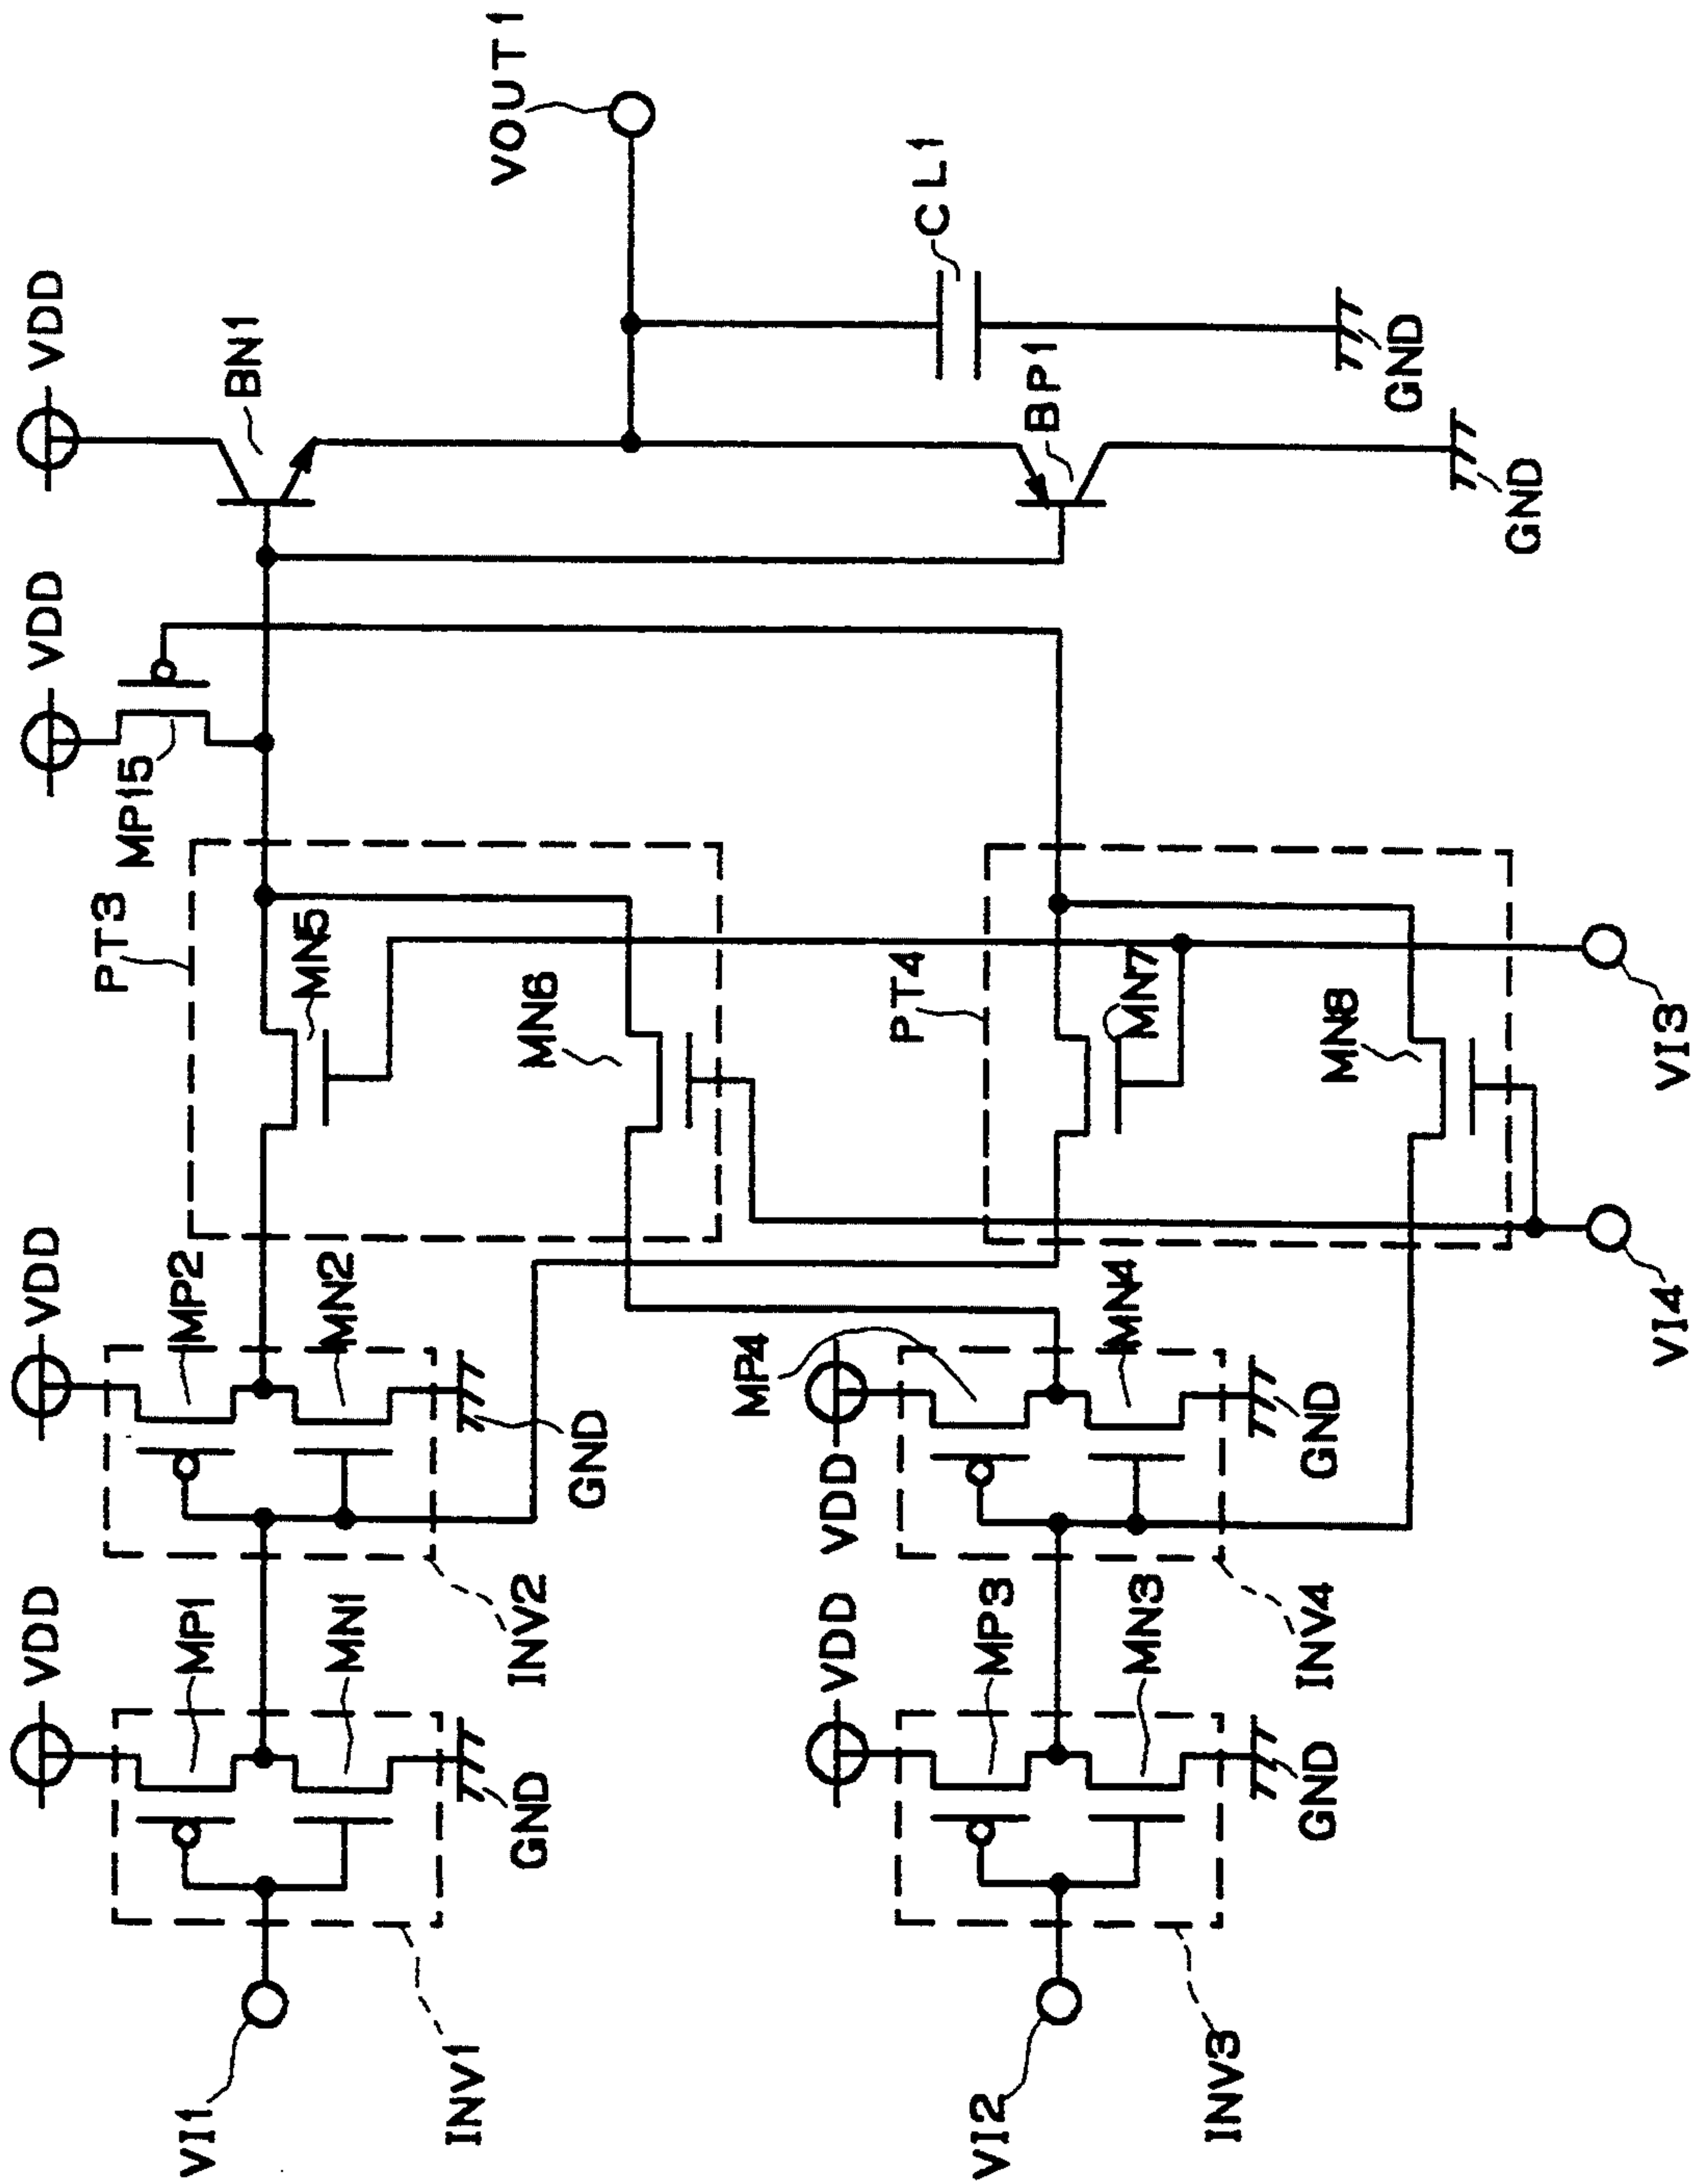 VDD
VDD
VDD
VDD
BN1
VOUT1
MP15
PT3
MN5
MN6
MP2
MN2
MP1
MN1
GND
GND
INV2
INV1
VI1
CL1
BP1
GND
GND
PT4
MN7
MN8
VI3
VI4
MP4
MN4
VDD
VDD
MP3
MN3
GND
GND
INV4
INV3
VI2